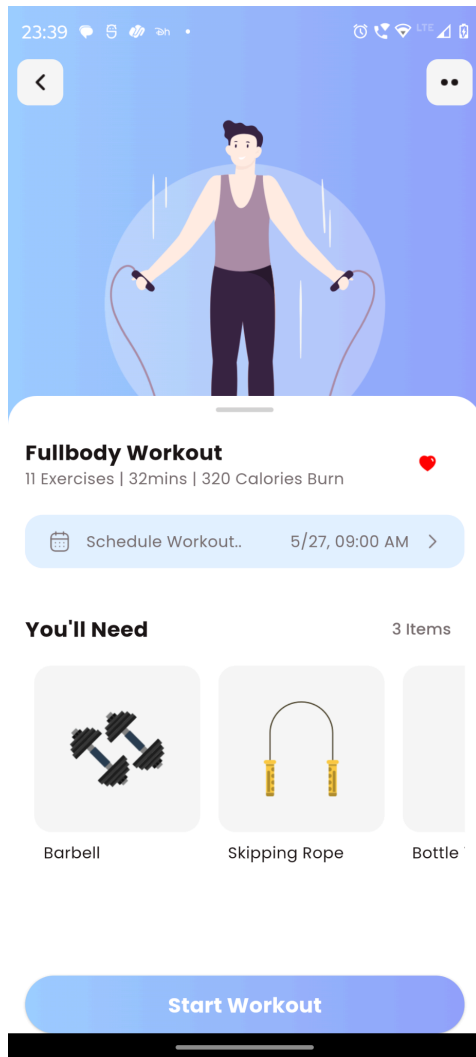 23:39
LTE
Fullbody Workout
11 Exercises | 32mins | 320 Calories Burn
Schedule Workout.. 5/27, 09:00 AM
You'll Need
3 Items
Barbell
Skipping Rope
Bottle
Start Workout